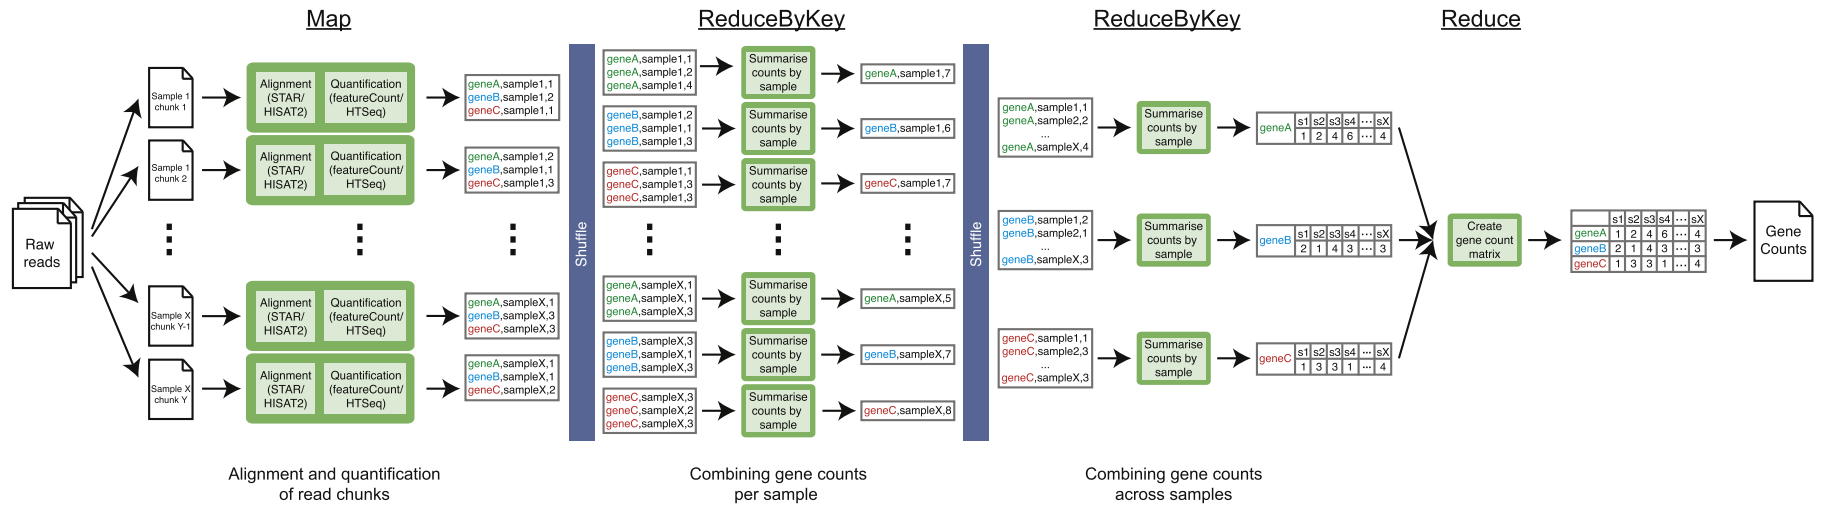 Map
ReduceByKey
ReduceByKey
Reduce
Raw
reads
Sample 1
chunk 1
Sample 1
chunk 2
Sample X
chunk Y-1
Sample X
chunk Y
Alignment
(STAR/
HISAT2)
Quantification
(featureCount/
HTSeq)
Alignment
(STAR/
HISAT2)
Quantification
(featureCount/
HTSeq)
Alignment
(STAR/
HISAT2)
Quantification
(featureCount/
HTSeq)
Alignment
(STAR/
HISAT2)
Quantification
(featureCount/
HTSeq)
geneA,sample1,1
geneB,sample1,2
geneC,sample1,1
geneA,sample1,2
geneB,sample1,1
geneC,sample1,3
geneA,sampleX,1
geneB,sampleX,3
geneC,sampleX,3
geneA,sampleX,1
geneB,sampleX,1
geneC,sampleX,2
Alignment and quantification
of read chunks
Shuffle
geneA,sample1,1
geneA,sample1,2
geneA,sample1,4
Summarise
counts by
sample
geneA,sample1,7
geneB,sample1,2
geneB,sample1,1
geneB,sample1,3
Summarise
counts by
sample
geneB,sample1,6
geneC,sample1,1
geneC,sample1,3
geneC,sample1,3
Summarise
counts by
sample
geneC,sample1,7
geneA,sampleX,1
geneA,sampleX,1
geneA,sampleX,3
Summarise
counts by
sample
geneA,sampleX,5
geneB,sampleX,3
geneB,sampleX,1
geneB,sampleX,3
Summarise
counts by
sample
geneB,sampleX,7
geneC,sampleX,3
geneC,sampleX,2
geneC,sampleX,3
Summarise
counts by
sample
geneC,sampleX,8
Combining gene counts
per sample
Shuffle
geneA,sample1,1
geneA,sample2,2
...
geneA,sampleX,4
Summarise
counts by
sample
geneA
s1 s2 s3 s4 ... sX
1 2 4 6 ... 4
geneB,sample1,2
geneB,sample2,1
...
geneB,sampleX,3
Summarise
counts by
sample
geneB
s1 s2 s3 s4 ... sX
2 1 4 3 ... 3
geneC,sample1,1
geneC,sample2,3
...
geneC,sampleX,3
Summarise
counts by
sample
geneC
s1 s2 s3 s4 ... sX
1 3 3 1 ... 4
Combining gene counts
across samples
Create
gene count
matrix
s1 s2 s3 s4 ... sX
geneA 1 2 4 6 ... 4
geneB 2 1 4 3 ... 3
geneC 1 3 3 1 ... 4
Gene
Counts